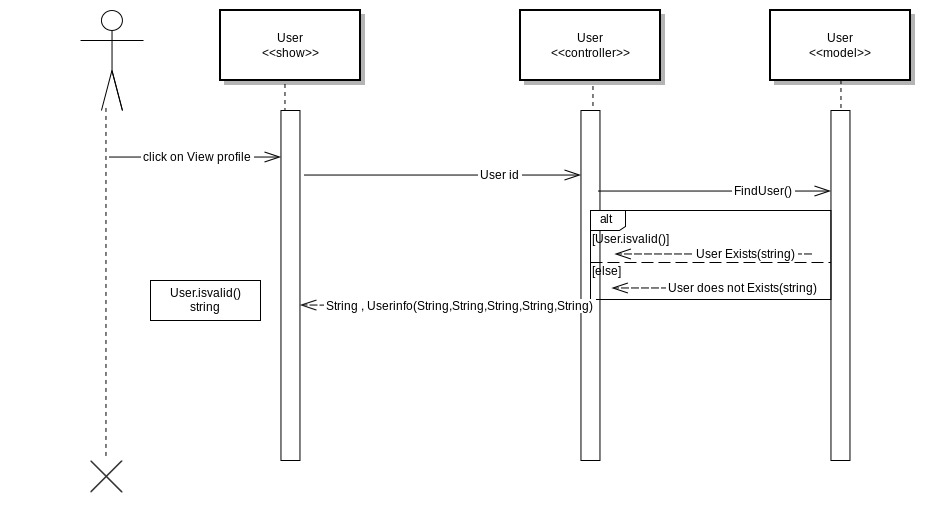 User
<<show>>
User
<<controller>>
User
<<model>>
click on View profile
User id
FindUser()
alt
[User.isvalid()]
User Exists(string)
[else]
User does not Exists(string)
User.isvalid()
string
String , Userinfo(String,String,String,String,String)